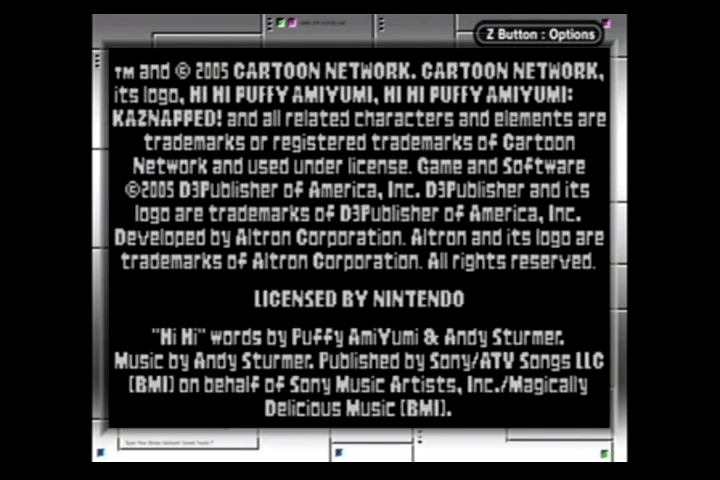 Z Button : Options
TM and © 2005 CARTOON NETWORK. CARTOON NETWORK,
its logo, HI HI PUFFY AMIYUMI, HI HI PUFFY AMIYUMI:
KAZNAPPED! and all related characters and elements are
trademarks or registered trademarks of Cartoon
Network and used under license. Game and Software
©2005 D3Publisher of America, Inc. D3Publisher and its
logo are trademarks of D3Publisher of America, Inc.
Developed by Altron Corporation. Altron and its logo are
trademarks of Altron Corporation. All rights reserved.
LICENSED BY NINTENDO
"Hi Hi" words by Puffy AmiYumi & Andy Sturmer.
Music by Andy Sturmer. Published by Sony/ATV Songs LLC
(BMI) on behalf of Sony Music Artists, Inc./Magically
Delicious Music (BMI).